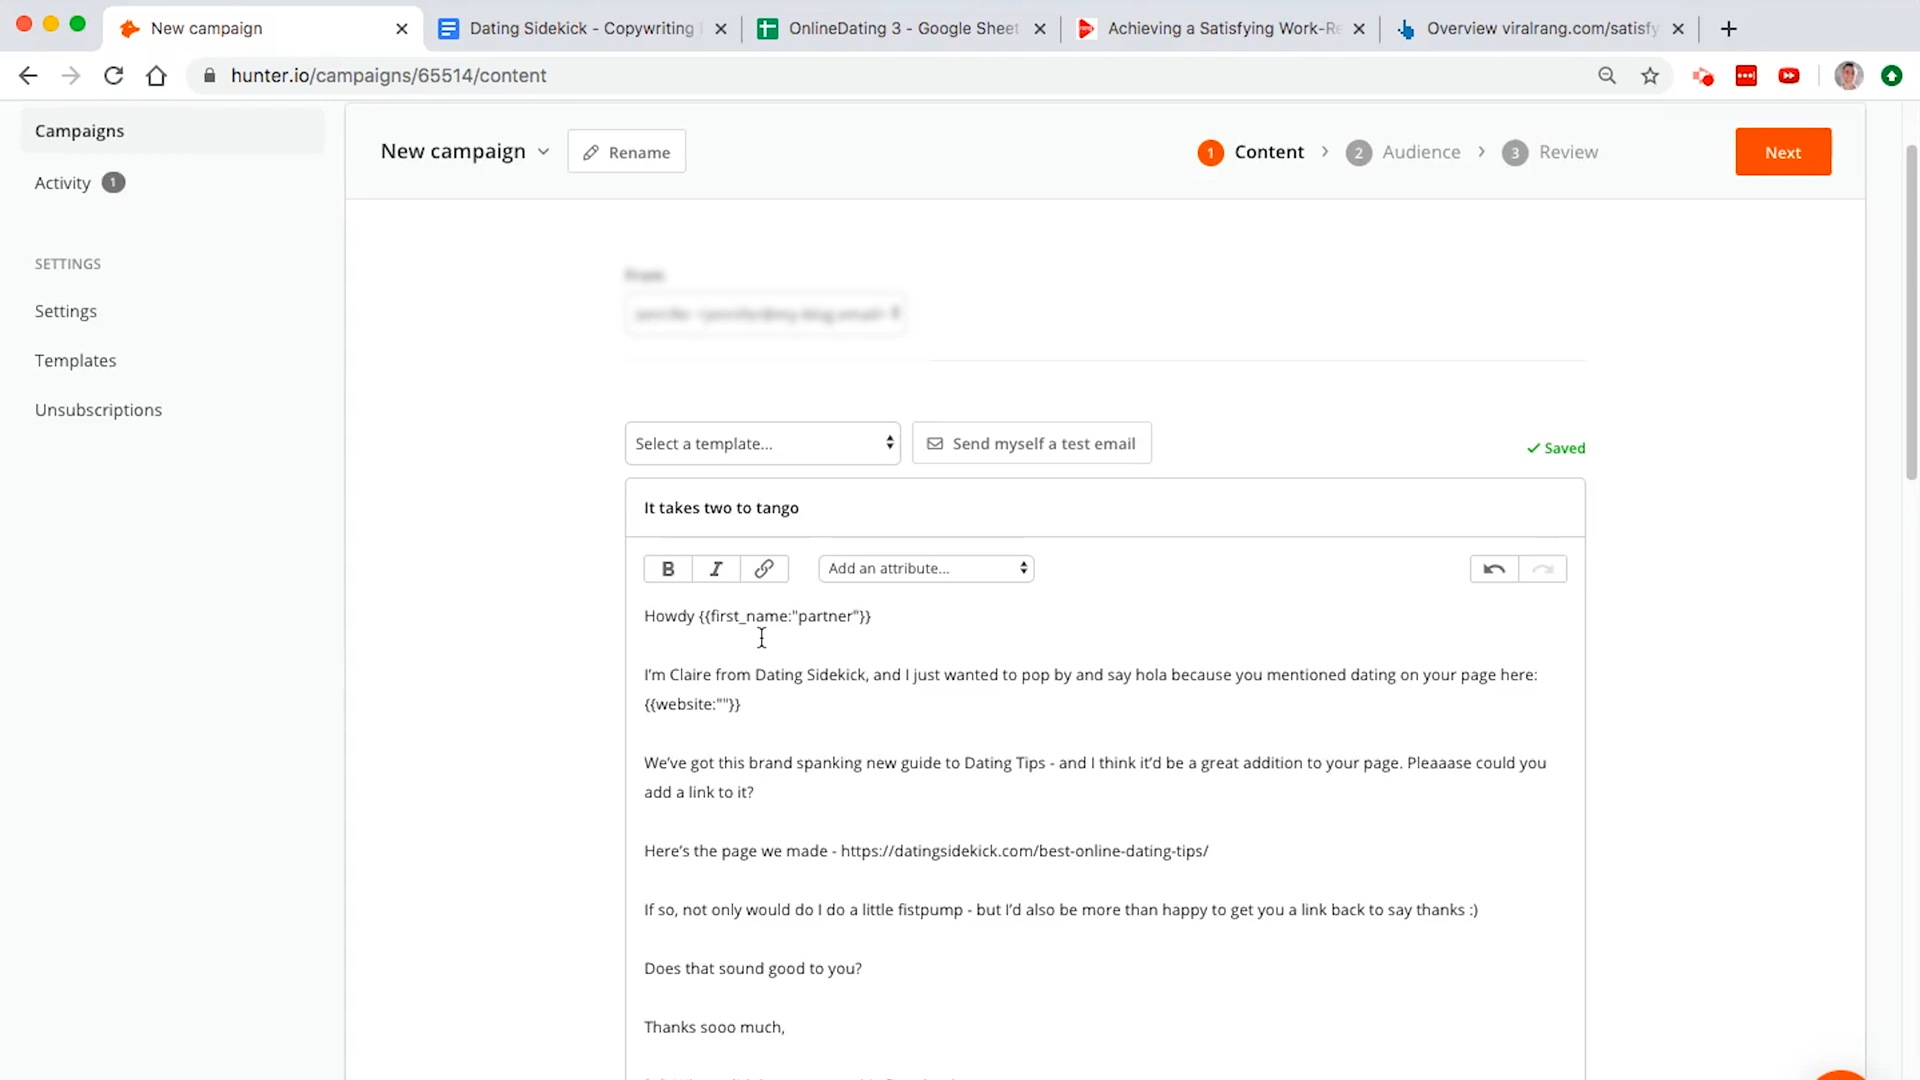 New campaign
Dating Sidekick - Copywriting
OnlineDating 3 - Google Sheet
Achieving a Satisfying Work-Re
Overview viralrang.com/satisfy
hunter.io/campaigns/65514/content
Campaigns
New campaign
Rename
1 Content
2 Audience
3 Review
Next
Activity 1
SETTINGS
Settings
Templates
Unsubscriptions
Select a template...
Send myself a test email
Saved
It takes two to tango
B I
Add an attribute...
Howdy {{first_name:"partner"}}
I’m Claire from Dating Sidekick, and I just wanted to pop by and say hola because you mentioned dating on your page here:
{{website:""}}
We’ve got this brand spanking new guide to Dating Tips - and I think it’d be a great addition to your page. Pleaaase could you
add a link to it?
Here’s the page we made - https://datingsidekick.com/best-online-dating-tips/
If so, not only would do I do a little fistpump - but I’d also be more than happy to get you a link back to say thanks :)
Does that sound good to you?
Thanks sooo much,